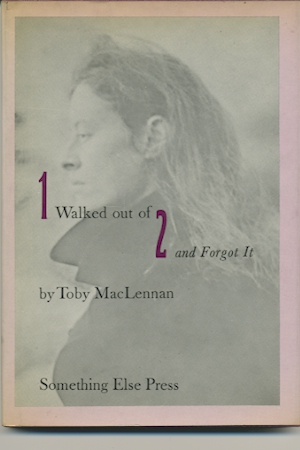 1 Walked out of
2 and Forgot It
by Toby MacLennan
Something Else Press